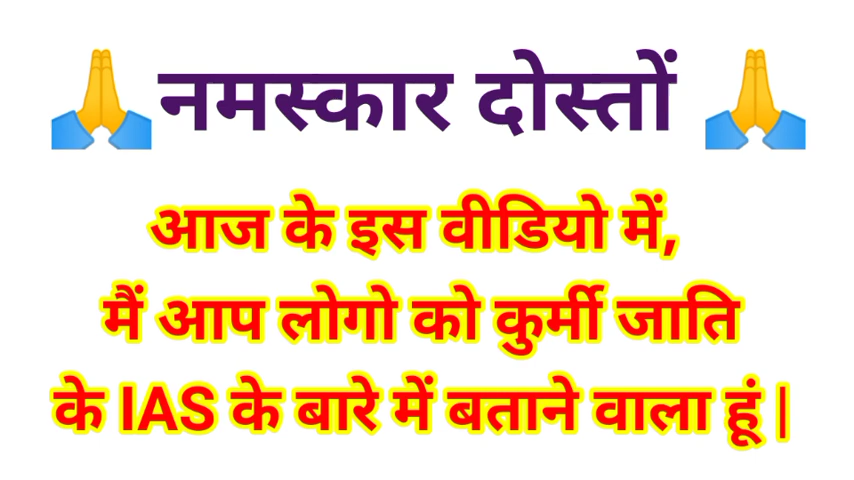 🙏 नमस्कार दोस्तों 🙏
आज के इस वीडियो में,
मैं आप लोगो को कुर्मी जाति
के IAS के बारे में बताने वाला हूं |